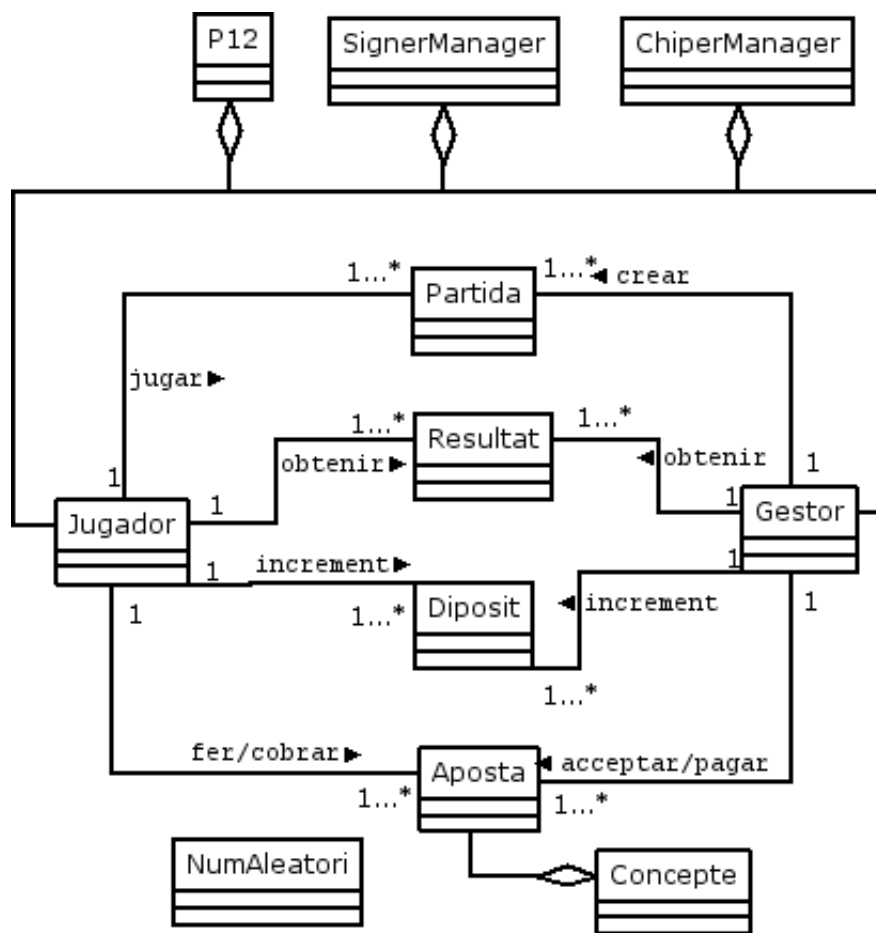 P12
SignerManager
ChiperManager
1...*
1...*
crear
Partida
jugar
1...*
1...*
Resultat
obtenir
obtenir
1
1
1
1
Jugador
Gestor
1
increment
1
1
1...*
Diposit
increment
1
1...*
fer/cobrar
Aposta
acceptar/pagar
1...*
1...*
NumAleatori
Concepte